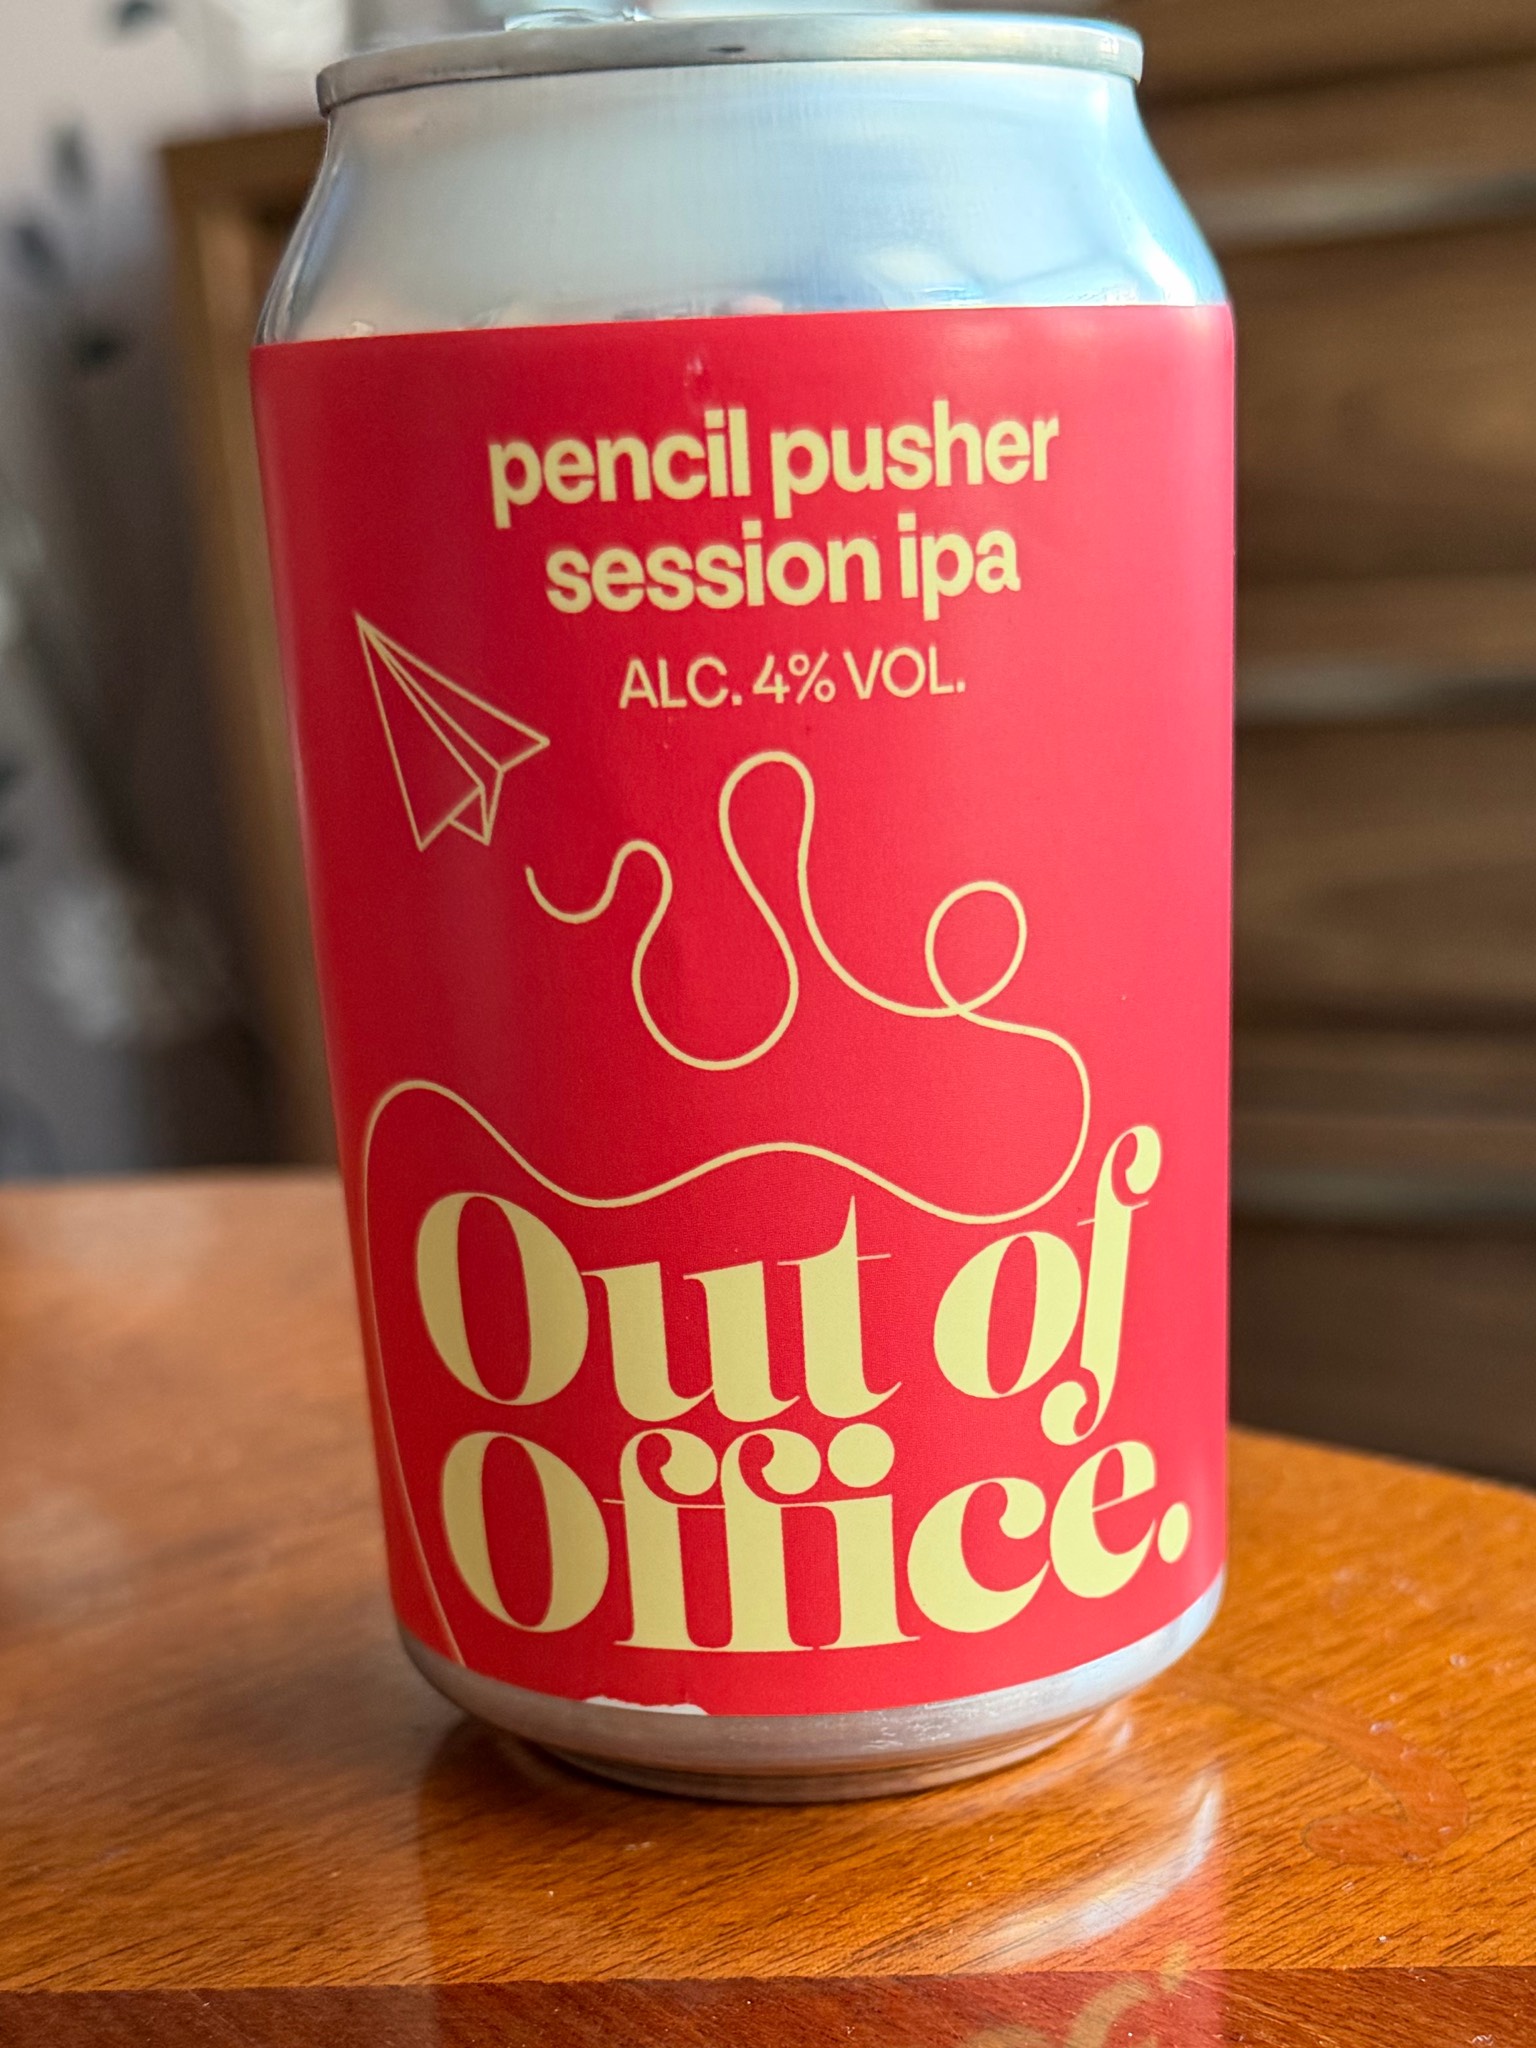 pencil pusher
session ipa
ALC. 4% VOL.
Out of
Office.